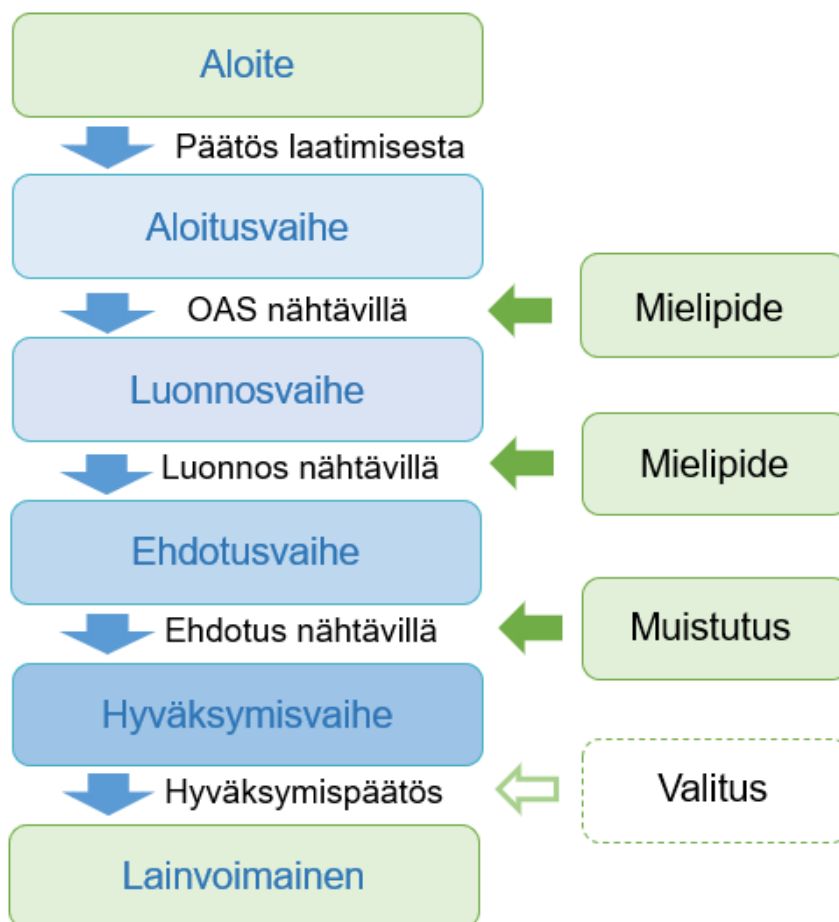 Aloite
Päätös laatimisesta
Aloitusvaihe
OAS nähtävillä
Mielipide
Luonnosvaihe
Luonnos nähtävillä
Mielipide
Ehdotusvaihe
Ehdotus nähtävillä
Muistutus
Hyväksymisvaihe
Hyväksymispäätös
Valitus
Lainvoimainen